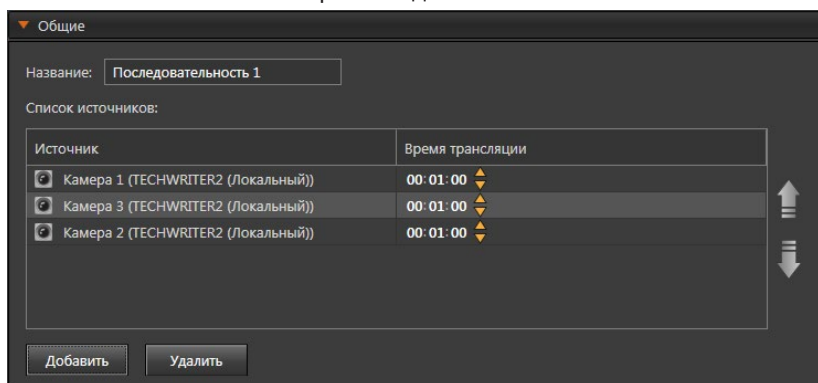 Общие
Название: Последовательность 1
Список источников:
Источник Время трансляции
Камера 1 (TECHWRITER2 (Локальный)) 00:01:00
Камера 3 (TECHWRITER2 (Локальный)) 00:01:00
Камера 2 (TECHWRITER2 (Локальный)) 00:01:00
Добавить Удалить